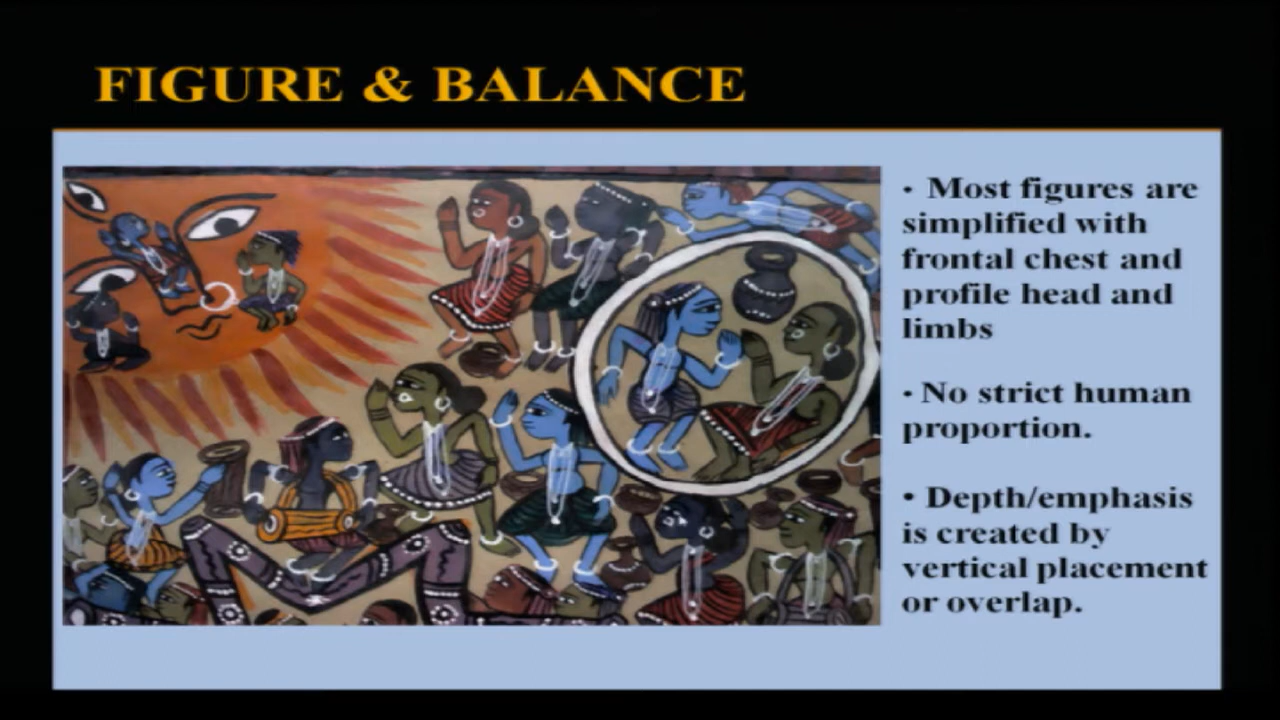 FIGURE & BALANCE
• Most figures are
simplified with
frontal chest and
profile head and
limbs
• No strict human
proportion.
• Depth/emphasis
is created by
vertical placement
or overlap.